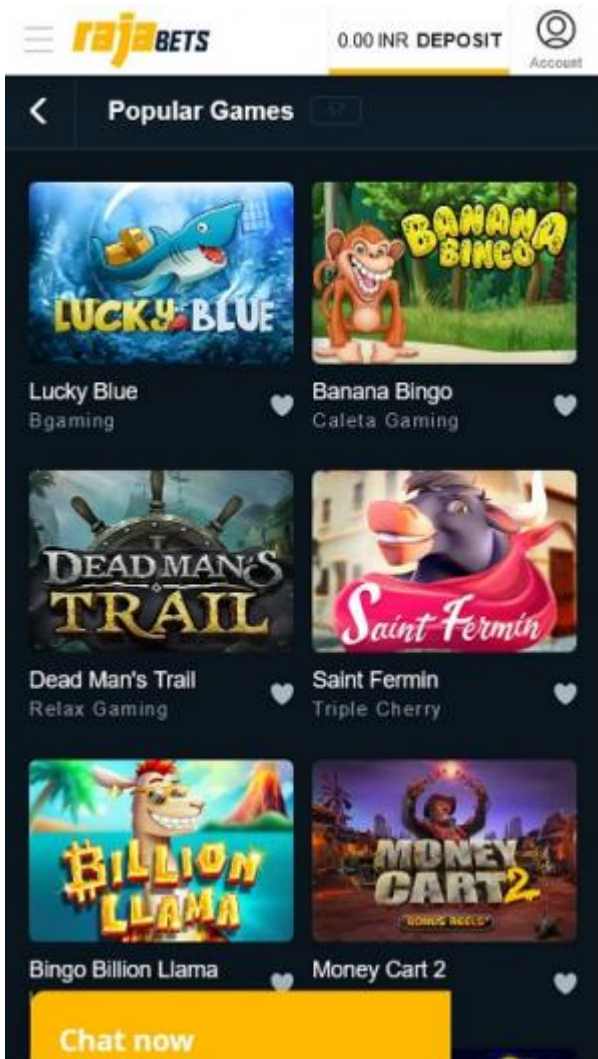 rajaBETS
0.00 INR DEPOSIT
Account
Popular Games
LUCKY BLUE
BANANA
BINGO
Lucky Blue
Banana Bingo
Bgaming
Caleta Gaming
DEAD MAN'S
TRAIL
Saint Fermin
Dead Man's Trail
Saint Fermin
Relax Gaming
Triple Cherry
BILLION
LLAMA
MONEY
CART 2
BONUS REELS
Bingo Billion Llama
Money Cart 2
Chat now